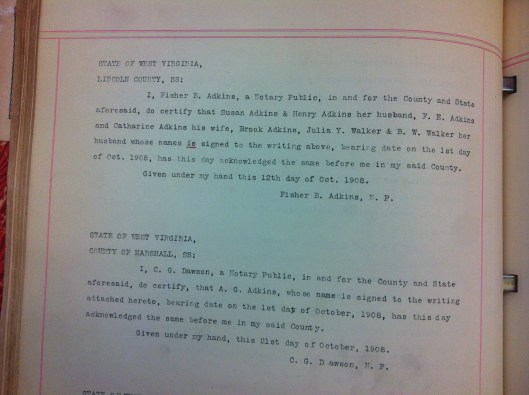 STATE OF WEST VIRGINIA,
LINCOLN COUNTY, SS:
I, Fisher B. Adkins, a Notary Public, in and for the County and State
aforesaid, do certify that Susan Adkins & Henry Adkins her husband, F. E. Adkins
and Catharine Adkins his wife, Brook Adkins, Julia Y. Walker & B. W. Walker her
husband whose names is signed to the writing above, bearing date on the 1st day
of Oct. 1908, has this day acknowledged the same before me in my said County.
Given under my hand this 12th day of Oct. 1908.
Fisher B. Adkins, N. P.
STATE OF WEST VIRGINIA,
COUNTY OF MARSHALL, SS:
I, C. G. Dawson, a Notary Public, in and for the County and State
aforesaid, do certify, that A. G. Adkins, whose name is signed to the writing
attached hereto, bearing date on the 1st day of October, 1908, has this day
acknowledged the same before me in my said County.
Given under my hand, this 21st day of October, 1908.
C. G. D awson, N. P.